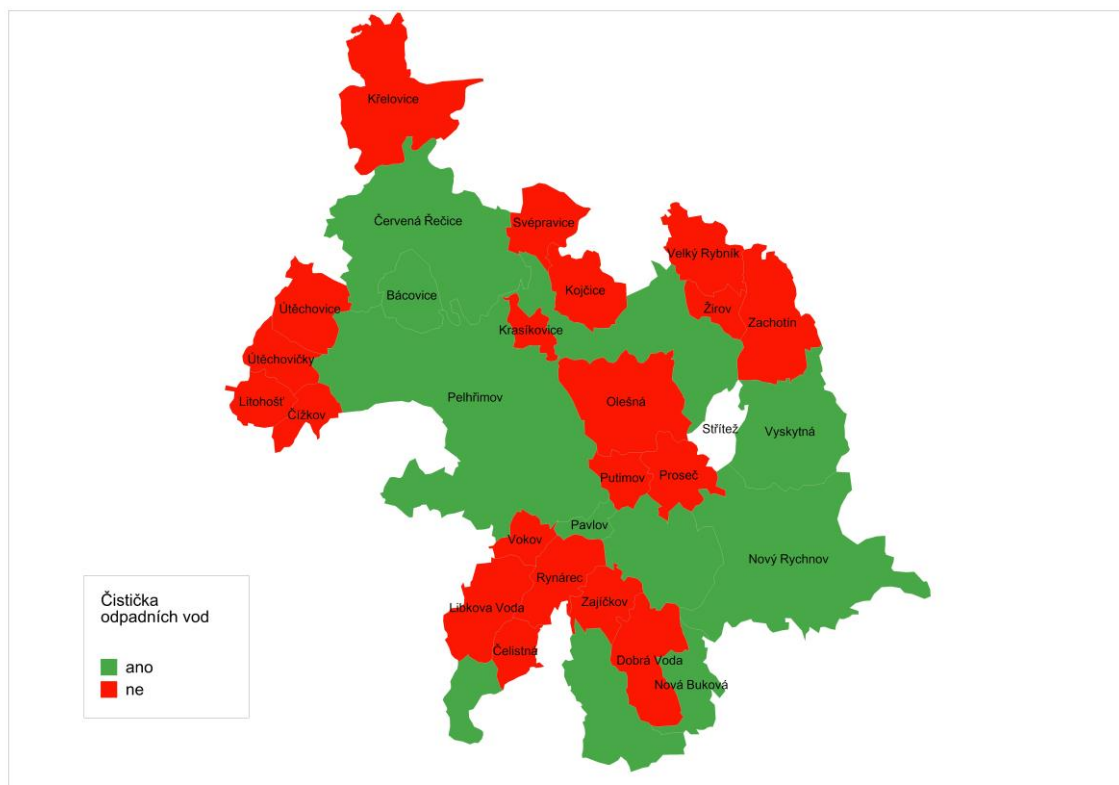 Křelovice
Červená Řečice
Svépravice
Velký Rybník
Kojčice
Bácovice
Útěchovice
Žirov
Zachotín
Krasíkovice
Útěchovičky
Pelhřimov
Olešná
Litohošť
Čížkov
Střítež
Vyskytná
Putimov
Proseč
Pavlov
Vokov
Nový Rychnov
Rynárec
Libkova Voda
Zajíčkov
Čelistná
Dobrá Voda
Nová Buková
Čistička
odpadních vod
ano
ne